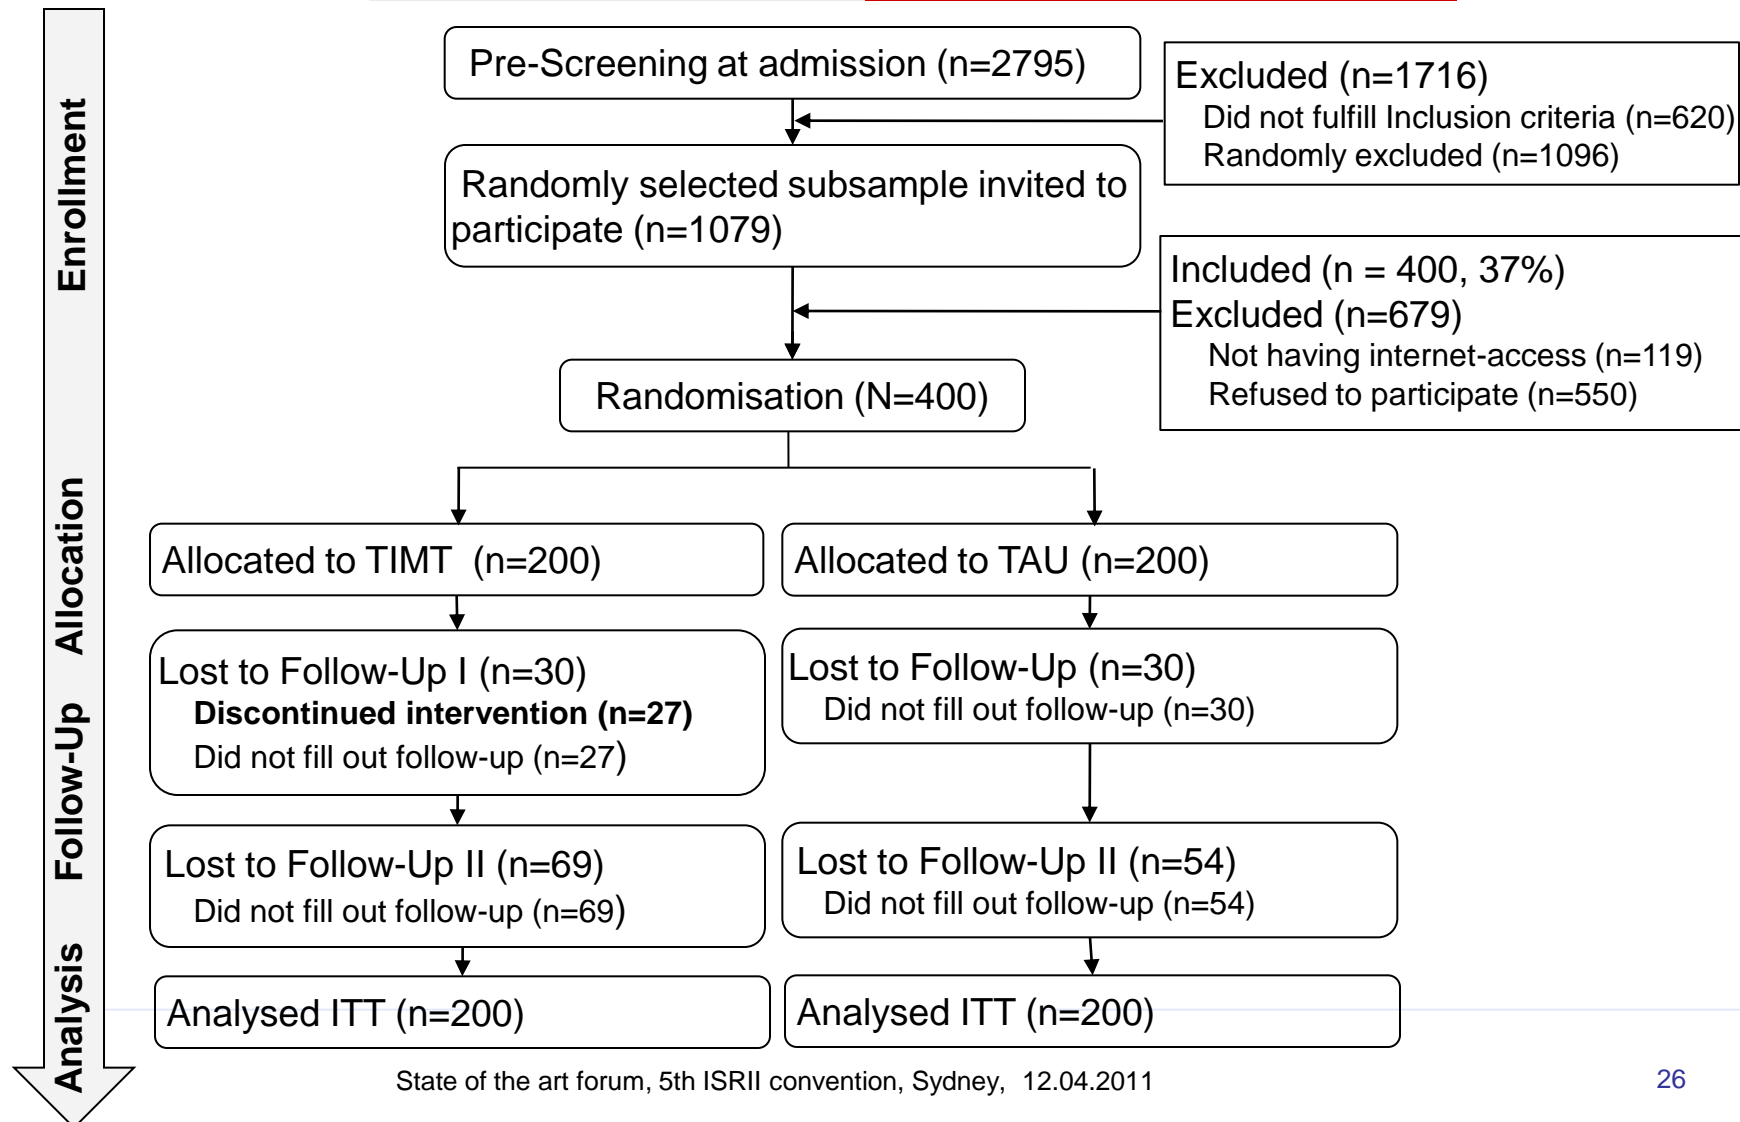 Enrollment
Allocation
Follow-Up
Analysis
Pre-Screening at admission (n=2795)
Excluded (n=1716)
Did not fulfill Inclusion criteria (n=620)
Randomly excluded (n=1096)
Randomly selected subsample invited to
participate (n=1079)
Included (n = 400, 37%)
Excluded (n=679)
Not having internet-access (n=119)
Refused to participate (n=550)
Randomisation (N=400)
Allocated to TIMT (n=200)
Allocated to TAU (n=200)
Lost to Follow-Up I (n=30)
Discontinued intervention (n=27)
Did not fill out follow-up (n=27)
Lost to Follow-Up (n=30)
Did not fill out follow-up (n=30)
Lost to Follow-Up II (n=69)
Did not fill out follow-up (n=69)
Lost to Follow-Up II (n=54)
Did not fill out follow-up (n=54)
Analysed ITT (n=200)
Analysed ITT (n=200)
State of the art forum, 5th ISRII convention, Sydney, 12.04.2011
26